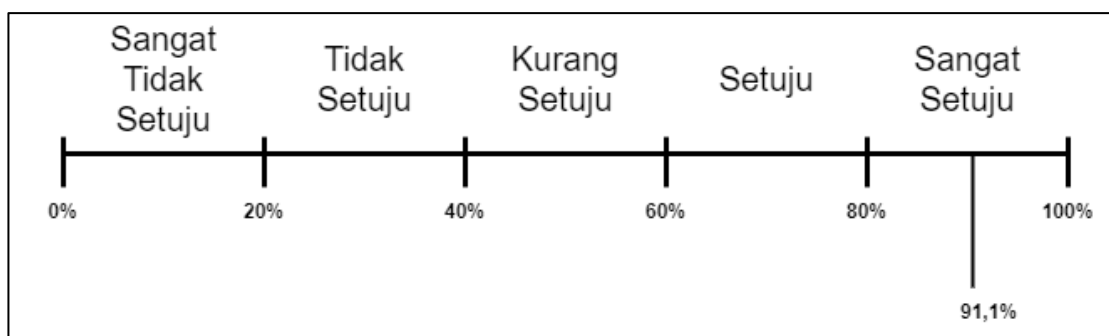 Sangat
Tidak
Setuju
Tidak
Setuju
Kurang
Setuju
Setuju
Sangat
Setuju
0%
20%
40%
60%
80%
100%
91,1%